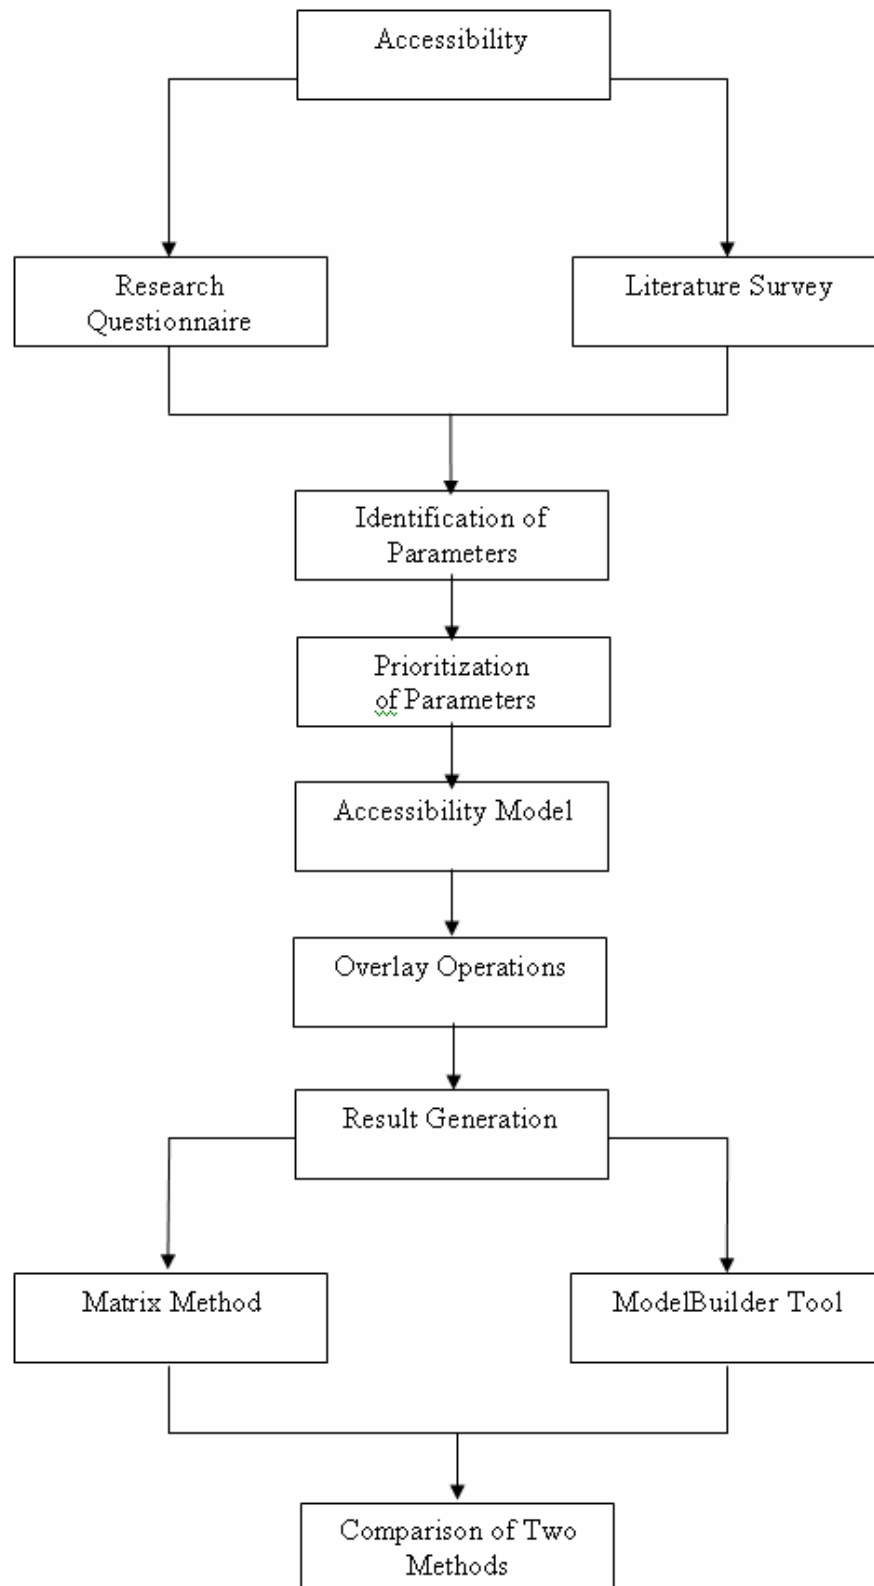 Accessibility
Research
Questionnaire
Literature Survey
Identification of
Parameters
Prioritization
of Parameters
Accessibility Model
Overlay Operations
Result Generation
Matrix Method
ModelBuilder Tool
Comparison of Two
Methods